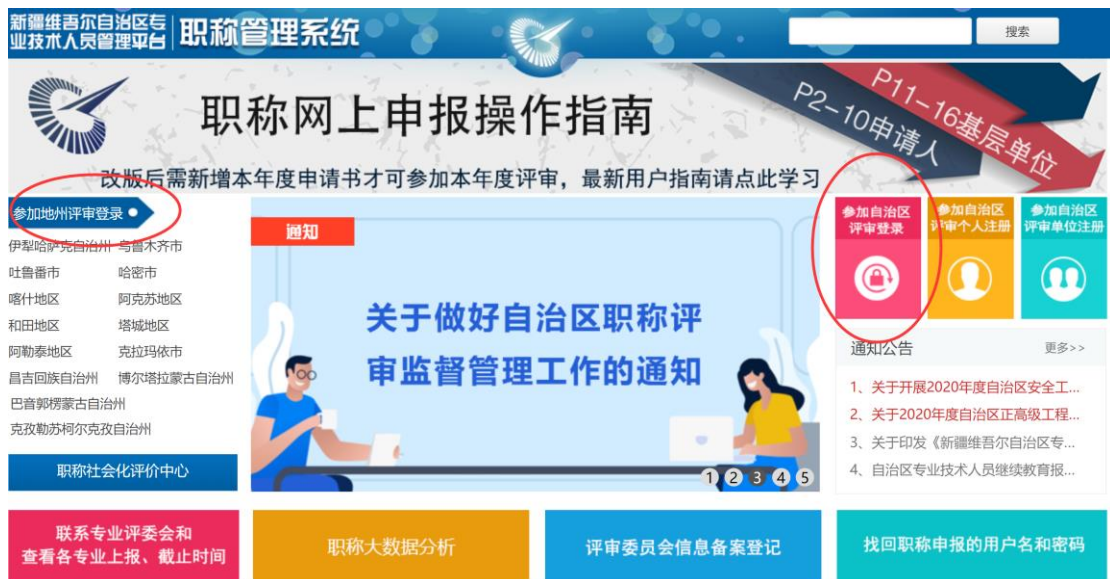 新疆维吾尔自治区专
业技术人员管理平台
职称管理系统
搜索
职称网上申报操作指南
P11-16基层单位
P2-10申请人
改版后需新增本年度申请书才可参加本年度评审，最新用户指南请点此学习
参加地州评审登录
伊犁哈萨克自治州 乌鲁木齐市
吐鲁番市 哈密市
喀什地区 阿克苏地区
和田地区 塔城地区
阿勒泰地区 克拉玛依市
昌吉回族自治州 博尔塔拉蒙古自治州
巴音郭楞蒙古自治州
克孜勒苏柯尔克孜自治州
职称社会化评价中心
通知
关于做好自治区职称评
审监督管理工作的通知
1 2 3 4 5
参加自治区
评审登录
参加自治区
评审个人注册
参加自治区
评审单位注册
通知公告 更多>>
1、关于开展2020年度自治区安全工...
2、关于2020年度自治区正高级工程...
3、关于印发《新疆维吾尔自治区专...
4、自治区专业技术人员继续教育报...
联系专业评委会和
查看各专业上报、截止时间
职称大数据分析
评审委员会信息备案登记
找回职称申报的用户名和密码